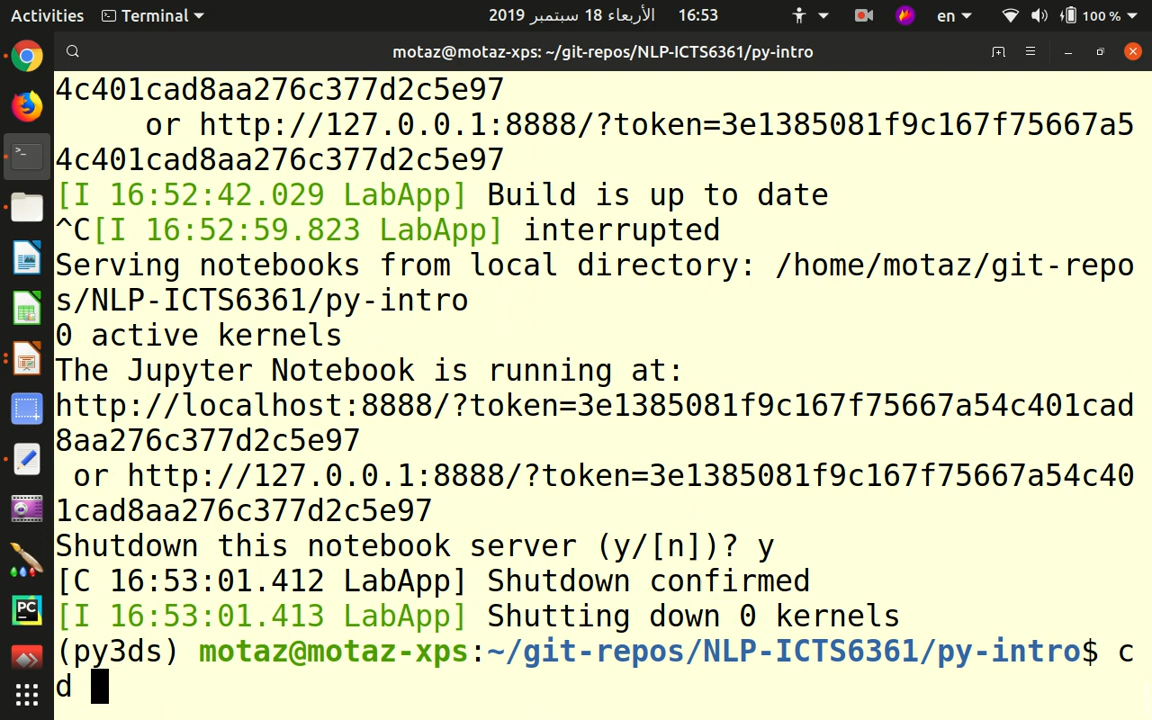 Activities Terminal الأربعاء 18 سبتمبر 2019 16:53 en 100 %
motaz@motaz-xps: ~/git-repos/NLP-ICTS6361/py-intro
4c401cad8aa276c377d2c5e97
or http://127.0.0.1:8888/?token=3e1385081f9c167f75667a5
4c401cad8aa276c377d2c5e97
[I 16:52:42.029 LabApp] Build is up to date
^C[I 16:52:59.823 LabApp] interrupted
Serving notebooks from local directory: /home/motaz/git-repo
s/NLP-ICTS6361/py-intro
0 active kernels
The Jupyter Notebook is running at:
http://localhost:8888/?token=3e1385081f9c167f75667a54c401cad
8aa276c377d2c5e97
or http://127.0.0.1:8888/?token=3e1385081f9c167f75667a54c40
1cad8aa276c377d2c5e97
Shutdown this notebook server (y/[n])? y
[C 16:53:01.412 LabApp] Shutdown confirmed
[I 16:53:01.413 LabApp] Shutting down 0 kernels
(py3ds) motaz@motaz-xps:~/git-repos/NLP-ICTS6361/py-intro$ c
d
PC